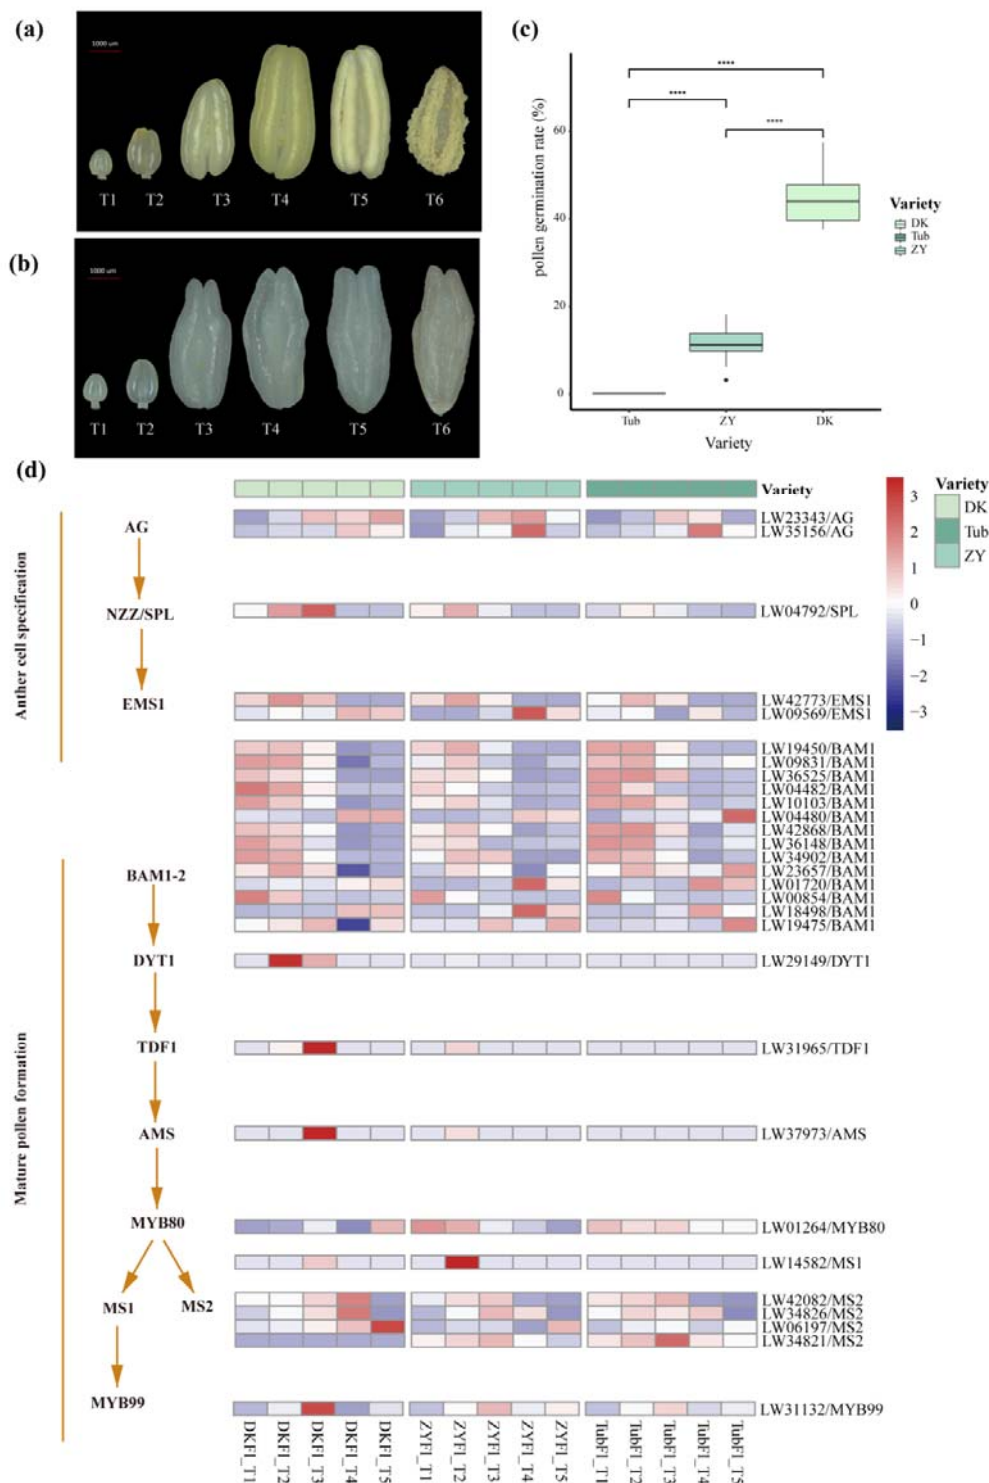 (a)
1000 um
T1
T2
T3
T4
T5
T6
(b)
1000 um
T1
T2
T3
T4
T5
T6
(c)
pollen germination rate (%)
60
40
20
0
****
****
****
Tub
ZY
DK
Variety
Variety
DK
Tub
ZY
(d)
Anther cell specification
Mature pollen formation
AG
NZZ/SPL
EMS1
BAM1-2
DYT1
TDF1
AMS
MYB80
MS1
MS2
MYB99
Variety
LW23343/AG
LW35156/AG
LW04792/SPL
LW42773/EMS1
LW09569/EMS1
LW19450/BAM1
LW09831/BAM1
LW36525/BAM1
LW04482/BAM1
LW10103/BAM1
LW04480/BAM1
LW42868/BAM1
LW36148/BAM1
LW34902/BAM1
LW23657/BAM1
LW01720/BAM1
LW00854/BAM1
LW18498/BAM1
LW19475/BAM1
LW29149/DYT1
LW31965/TDF1
LW37973/AMS
LW01264/MYB80
LW14582/MS1
LW42082/MS2
LW34826/MS2
LW06197/MS2
LW34821/MS2
LW31132/MYB99
DKFl_T1
DKFl_T2
DKFl_T3
DKFl_T4
DKFl_T5
ZYFl_T1
ZYFl_T2
ZYFl_T3
ZYFl_T4
ZYFl_T5
TubFl_T1
TubFl_T2
TubFl_T3
TubFl_T4
TubFl_T5
3
2
1
0
−1
−2
−3
Variety
DK
Tub
ZY